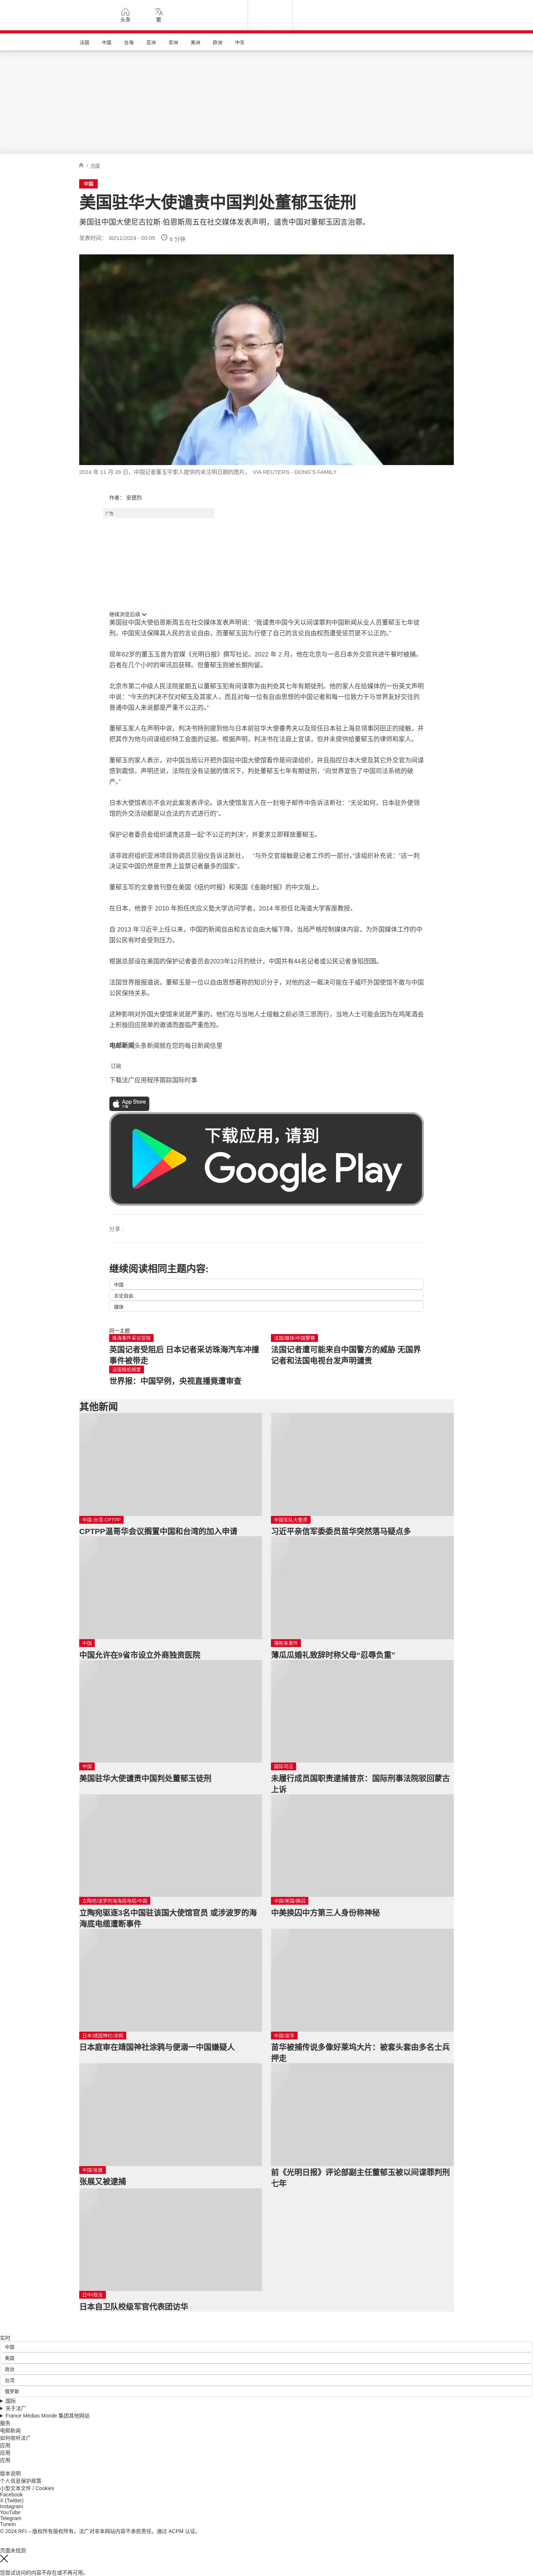 头条
繁
法国
中国
台海
亚洲
非洲
美洲
欧洲
中东
/ 中国
中国
美国驻华大使谴责中国判处董郁玉徒刑
美国驻中国大使尼古拉斯·伯恩斯周五在社交媒体发表声明，谴责中国对董郁玉因言治罪。
发表时间： 30/11/2024 - 00:05
6 分钟
2024 年 11 月 28 日，中国记者董玉宇家人提供的未注明日期的图片。 VIA REUTERS - DONG'S FAMILY
作者： 安德烈
广告
继续浏览后续
美国驻中国大使伯恩斯周五在社交媒体发表声明说：“我谴责中国今天以间谍罪判中国新闻从业人员董郁玉七年徒
刑。中国宪法保障其人民的言论自由，而董郁玉因为行使了自己的言论自由权而遭受惩罚是不公正的。”
现年62岁的董玉玉曾为官媒《光明日报》撰写社论。2022 年 2 月，他在北京与一名日本外交官共进午餐时被捕。
后者在几个小时的审讯后获释。但董郁玉则被长期拘留。
北京市第二中级人民法院星期五以董郁玉犯有间谍罪为由判处其七年有期徒刑。他的家人在给媒体的一份英文声明
中说：“今天的判决不仅对郁玉及其家人，而且对每一位有自由思想的中国记者和每一位致力于与世界友好交往的
普通中国人来说都是严重不公正的。”
董郁玉家人在声明中说，判决书特别提到他与日本前驻华大使垂秀夫以及现任日本驻上海总领事冈田正的接触，并
把其作为他与间谍组织特工会面的证据。根据声明，判决书在法庭上宣读，但并未提供给董郁玉的律师和家人。
董郁玉的家人表示，对中国当局公开把外国驻中国大使馆看作是间谍组织，并且指控日本大使及其它外交官为间谍
感到震惊。声明还说，法院在没有证据的情况下，判处董郁玉七年有期徒刑，“向世界宣告了中国司法系统的破
产。”
日本大使馆表示不会对此案发表评论。该大使馆发言人在一封电子邮件中告诉法新社：“无论如何，日本驻外使领
馆的外交活动都是以合法的方式进行的”。
保护记者委员会组织谴责这是一起“不公正的判决”，并要求立即释放董郁玉。
该非政府组织亚洲项目协调员贝丽仪告诉法新社， “与外交官接触是记者工作的一部分，”该组织补充说：“这一判
决证实中国仍然是世界上监禁记者最多的国家”。
董郁玉写的文章曾刊登在美国《纽约时报》和英国《金融时报》的中文版上。
在日本，他曾于 2010 年担任庆应义塾大学访问学者，2014 年担任北海道大学客座教授。
自 2013 年习近平上任以来，中国的新闻自由和言论自由大幅下降。当局严格控制媒体内容，为外国媒体工作的中
国公民有时会受到压力。
根据总部设在美国的保护记者委员会2023年12月的统计，中国共有44名记者或公民记者身陷囹圄。
法国世界报报道说，董郁玉是一位以自由思想著称的知识分子，对他的这一裁决可能在于威吓外国使馆不敢与中国
公民保持关系。
这种影响对外国大使馆来说是严重的，他们在与当地人士接触之前必须三思而行，当地人士可能会因为在鸡尾酒会
上积极回应简单的邀请而面临严重危险。
电邮新闻头条新闻就在您的每日新闻信里
订阅
下载法广应用程序跟踪国际时事
App Store
下载
下载应用，请到
Google Play
分享 :
继续阅读相同主题内容:
中国
言论自由
媒体
同一主题
珠海事件采访受阻
英国记者受阻后 日本记者采访珠海汽车冲撞
事件被带走
法国/媒体/中国警察
法国记者遭可能来自中国警方的威胁 无国界
记者和法国电视台发声明谴责
法国报纸摘要
世界报：中国罕例，央视直播竟遭审查
其他新闻
中国·台湾·CPTPP
CPTPP温哥华会议搁置中国和台湾的加入申请
中国军队大整肃
习近平亲信军委委员苗华突然落马疑点多
中国
中国允许在9省市设立外商独资医院
薄熙来事件
薄瓜瓜婚礼致辞时称父母“忍辱负重”
中国
美国驻华大使谴责中国判处董郁玉徒刑
国际司法
未履行成员国职责逮捕普京：国际刑事法院驳回蒙古
上诉
立陶宛/波罗的海海底电缆/中国
立陶宛驱逐3名中国驻该国大使馆官员 或涉波罗的海
海底电缆遭断事件
中国/美国/换囚
中美换囚中方第三人身份称神秘
日本/靖国神社/涂鸦
日本庭审在靖国神社涂鸦与便溺一中国嫌疑人
中国/苗华
苗华被捕传说多像好莱坞大片：被套头套由多名士兵
押走
中国/张展
张展又被逮捕
前《光明日报》评论部副主任董郁玉被以间谍罪判刑
七年
日中/政治
日本自卫队校级军官代表团访华
实时
中国
美国
政治
台湾
俄罗斯
国际
关于法广
France Médias Monde 集团其他网站
服务
电邮新闻
如何收听法广
应用
应用
应用
版本说明
个人信息保护政策
小型文本文件 / Cookies
Facebook
X (Twitter)
Instagram
YouTube
Telegram
TuneIn
© 2024 RFI – 版权所有版权所有。法广对非本网站内容不承担责任。通过 ACPM 认证。
页面未找到
您尝试访问的内容不存在或不再可用。